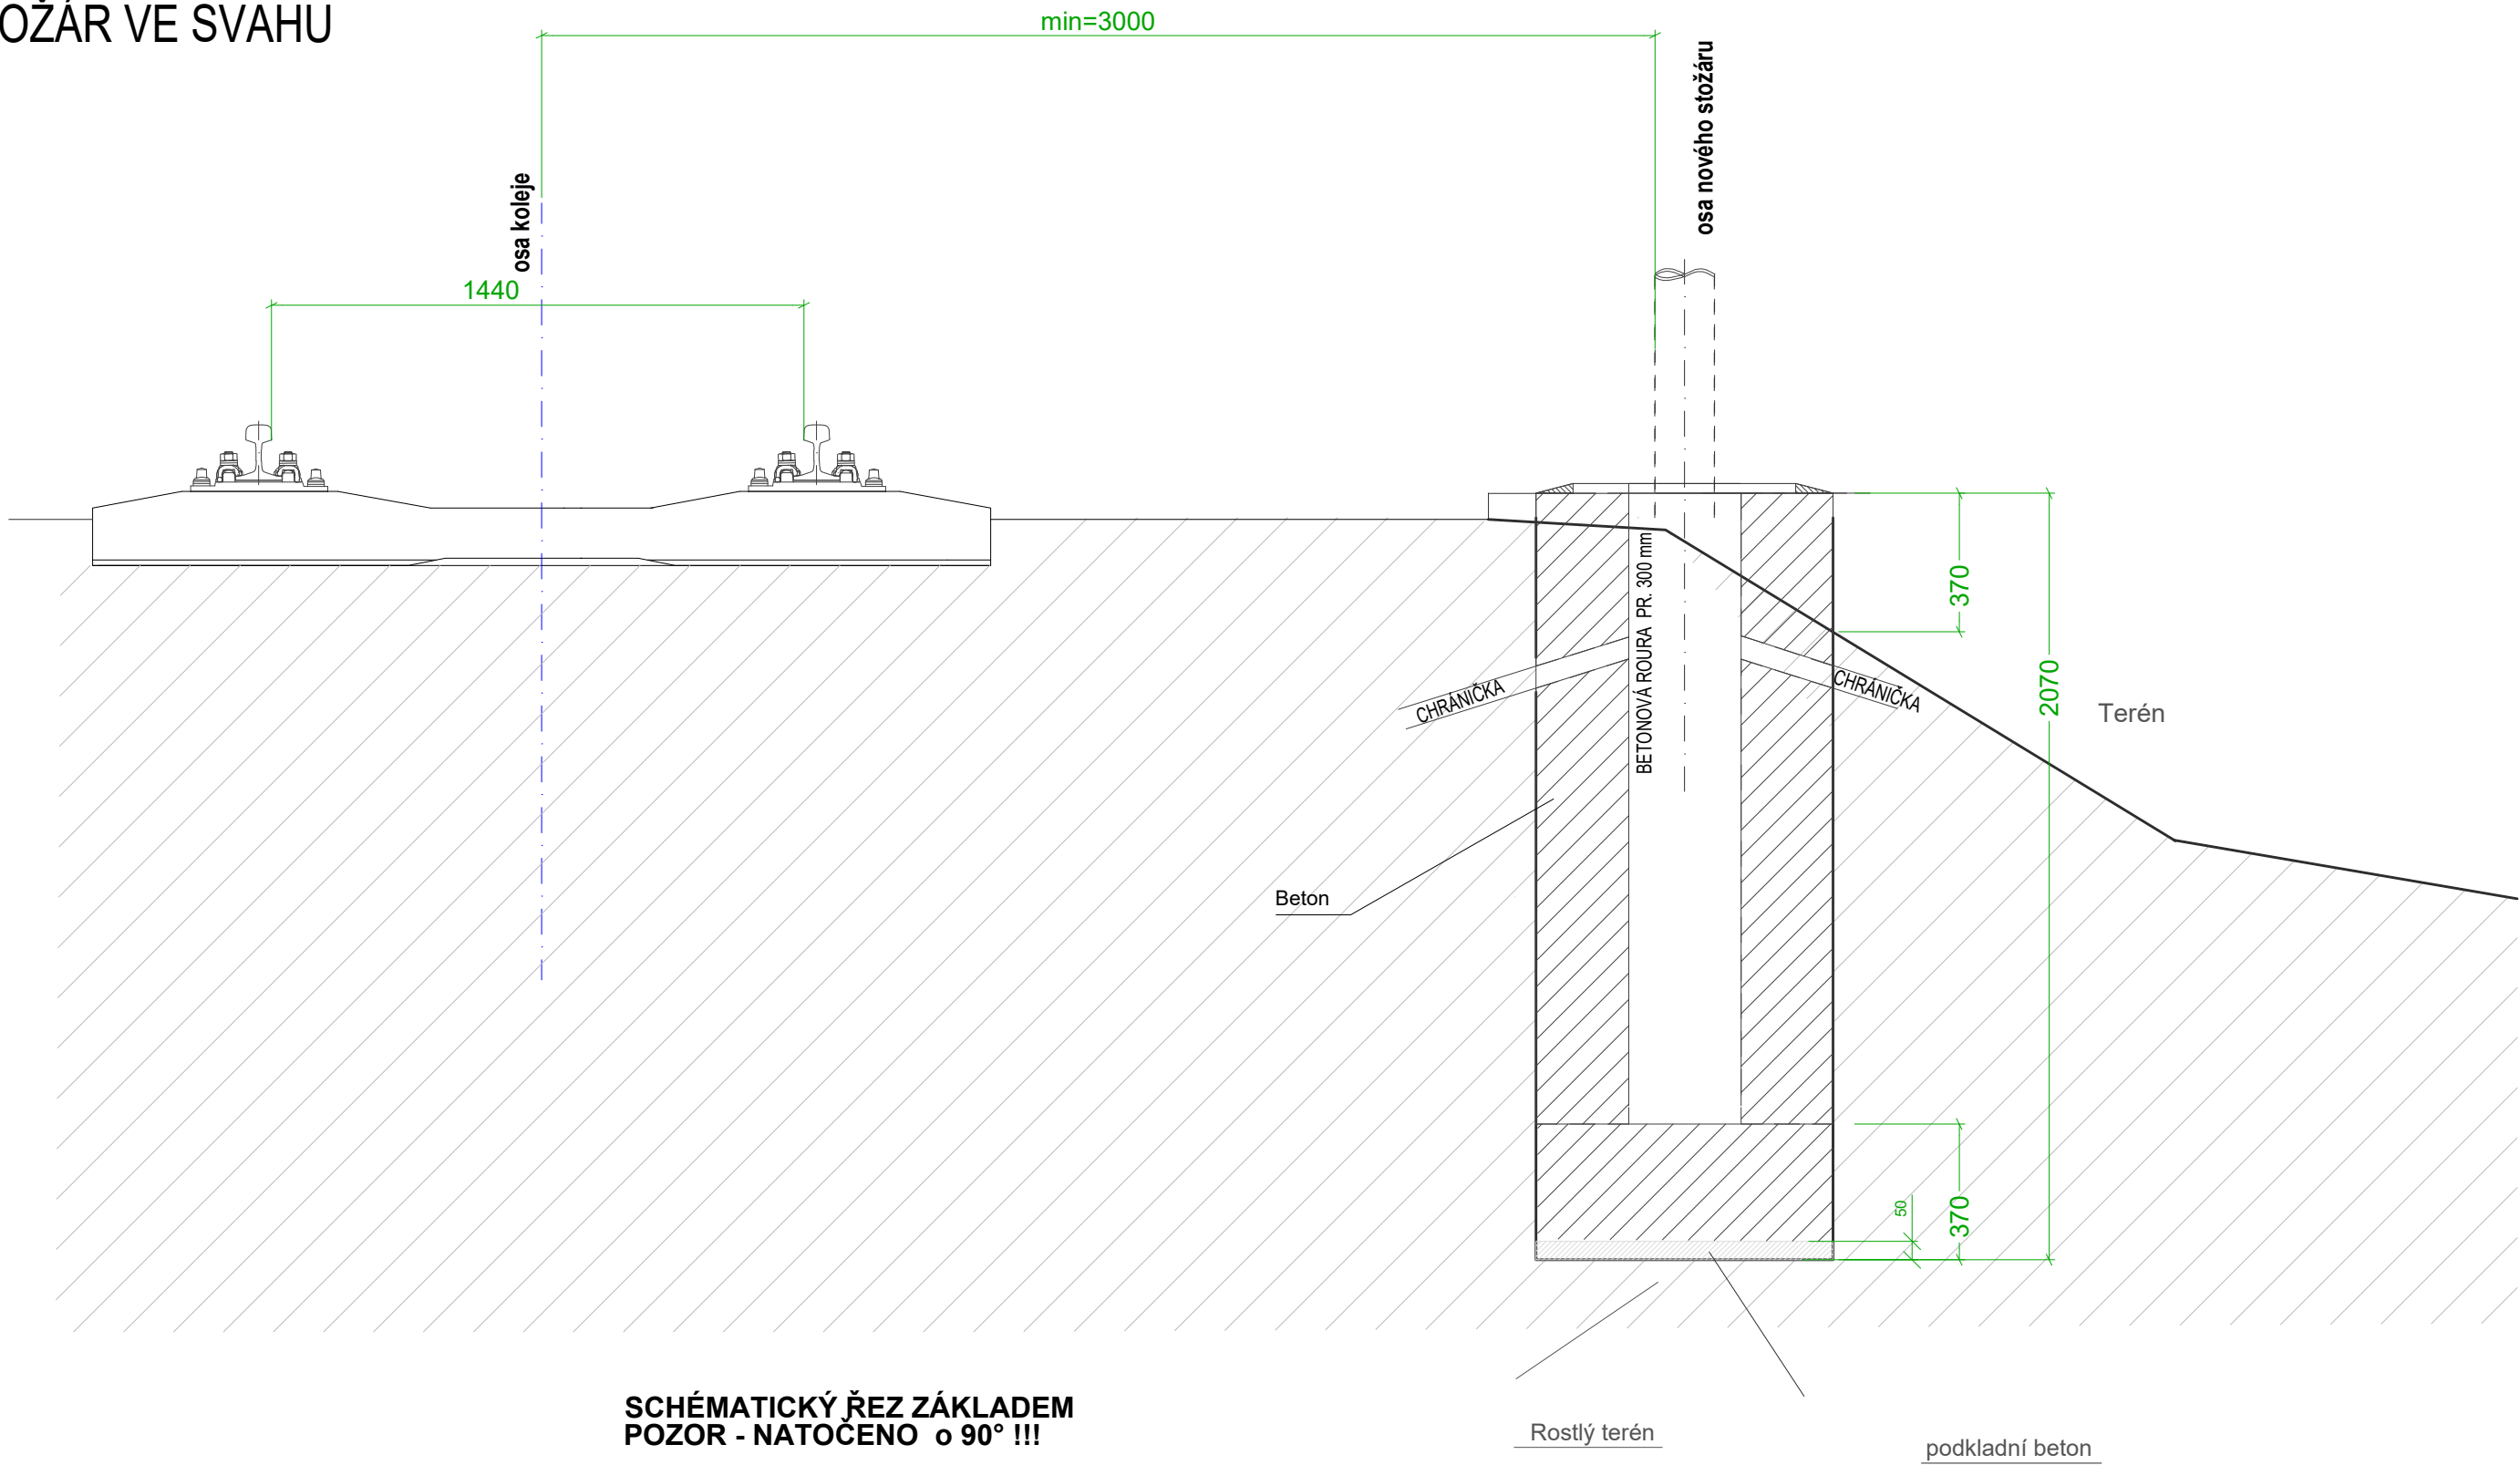 OŽÁR VE SVAHU
min=3000
osa nového stožáru
osa koleje
1440
370
BETONOVÁ ROURA PR. 300 mm
2070
CHRÁNIČKA
CHRÁNIČKA
Terén
Beton
50
370
SCHÉMATICKÝ ŘEZ ZÁKLADEM
POZOR - NATOČENO o 90° !!!
Rostlý terén
podkladní beton